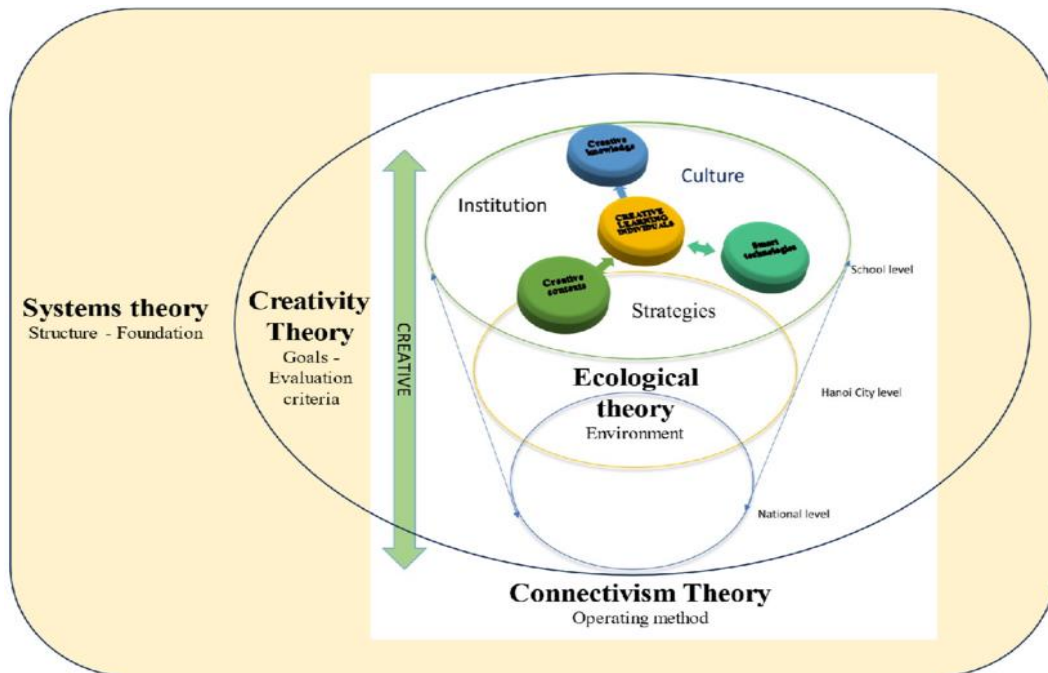 Systems theory
Structure - Foundation
Creativity
Theory
Goals -
Evaluation
criteria
CREATIVE
Institution
Culture
Creative
knowledge
CREATIVE
LEARNING
INDIVIDUALS
Smart
technologies
Creative
contents
Strategies
School level
Ecological
theory
Environment
Hanoi City level
National level
Connectivism Theory
Operating method